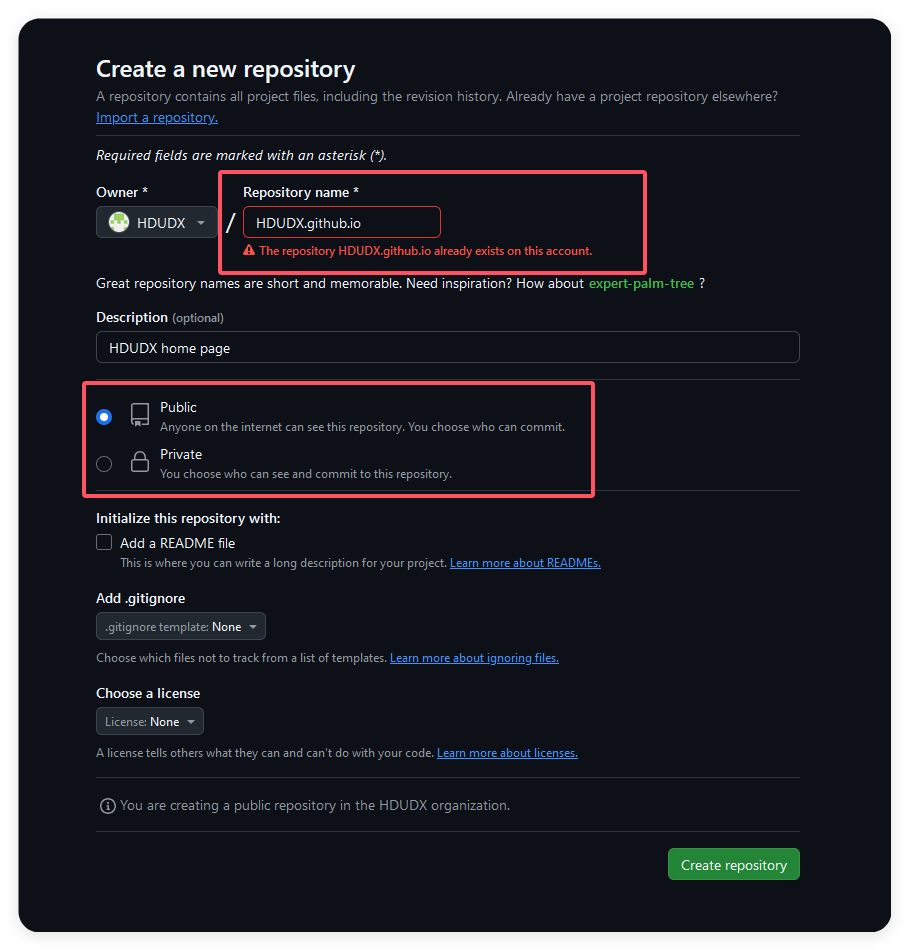 Create a new repository
A repository contains all project files, including the revision history. Already have a project repository elsewhere?
Import a repository.
Required fields are marked with an asterisk (*).
Owner *
Repository name *
HDUDX
/
HDUDX.github.io
The repository HDUDX.github.io already exists on this account.
Great repository names are short and memorable. Need inspiration? How about expert-palm-tree ?
Description (optional)
HDUDX home page
Public
Anyone on the internet can see this repository. You choose who can commit.
Private
You choose who can see and commit to this repository.
Initialize this repository with:
Add a README file
This is where you can write a long description for your project. Learn more about READMEs.
Add .gitignore
.gitignore template: None
Choose which files not to track from a list of templates. Learn more about ignoring files.
Choose a license
License: None
A license tells others what they can and can't do with your code. Learn more about licenses.
You are creating a public repository in the HDUDX organization.
Create repository